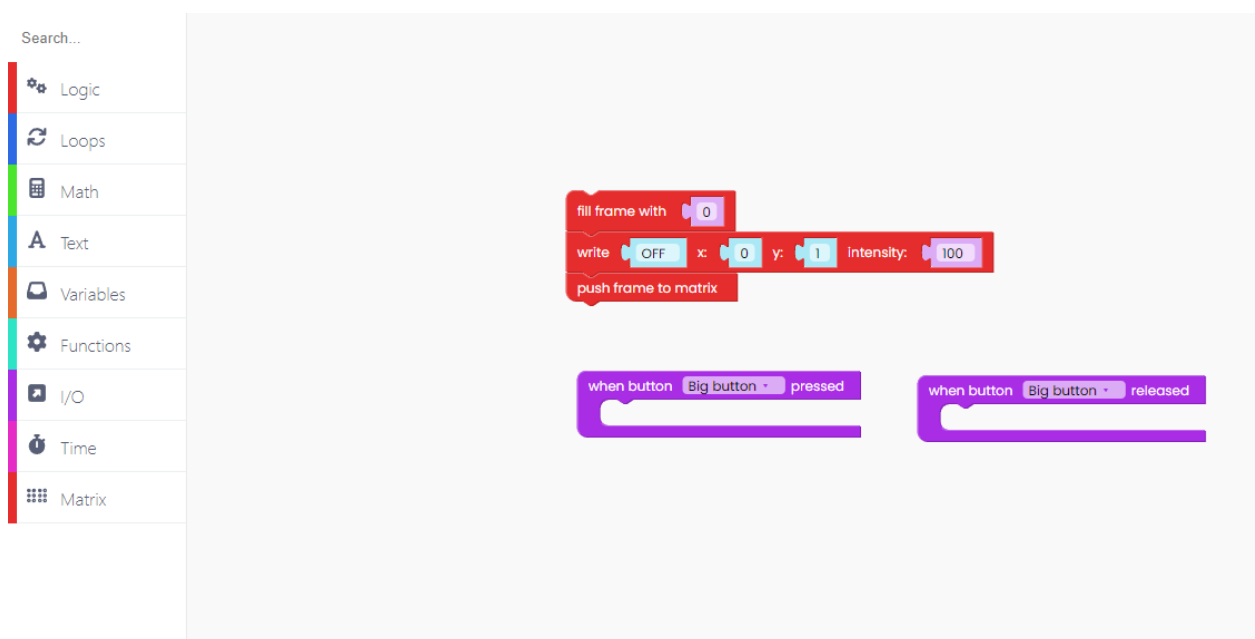 Search...
Logic
Loops
Math
Text
Variables
Functions
I/O
Time
Matrix
fill frame with 0
write OFF x: 0 y: 1 intensity: 100
push frame to matrix
when button Big button pressed
when button Big button released